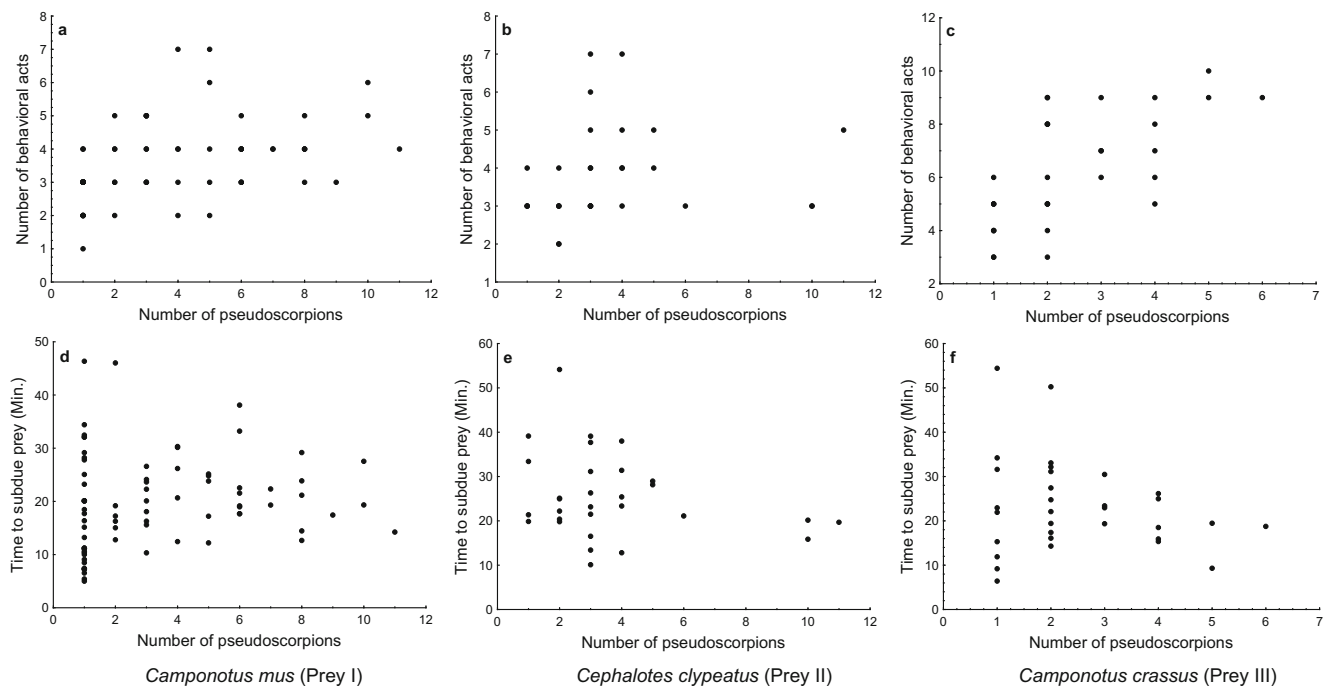 a
8
7
6
5
4
3
2
1
0
Number of behavioral acts
0 2 4 6 8 10 12
Number of pseudoscorpions
b
8
7
6
5
4
3
2
1
Number of behavioral acts
0 2 4 6 8 10 12
Number of pseudoscorpions
c
12
10
8
6
4
2
Number of behavioral acts
0 1 2 3 4 5 6 7
Number of pseudoscorpions
d
50
40
30
20
10
0
Time to subdue prey (Min.)
0 2 4 6 8 10 12
Number of pseudoscorpions
e
60
50
40
30
20
10
0
Time to subdue prey (Min.)
0 2 4 6 8 10 12
Number of pseudoscorpions
f
60
50
40
30
20
10
0
Time to subdue prey (Min.)
0 1 2 3 4 5 6 7
Number of pseudoscorpions
Camponotus mus (Prey I)
Cephalotes clypeatus (Prey II)
Camponotus crassus (Prey III)